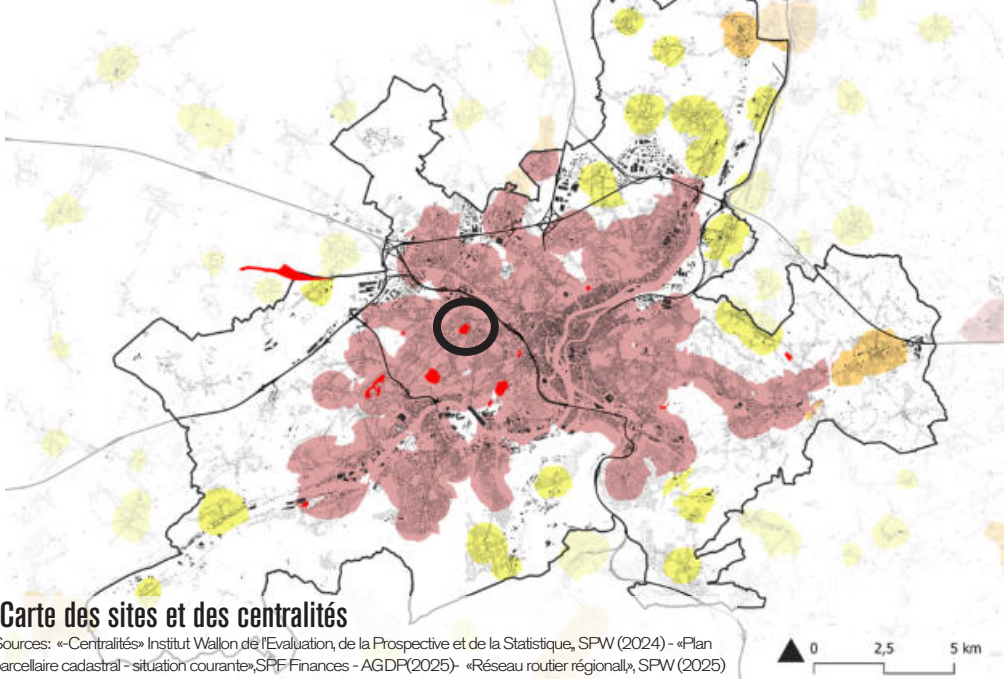 Carte des sites et des centralités
Sources: «-Centralités» Institut Wallon de l'Evaluation, de la Prospective et de la Statistique,, SPW (2024) - «Plan
arcellaire cadastral - situation courante»,SPF Finances - AGDP(2025)- «Réseau routier régional,», SPW (2025)
0 2,5 5 km